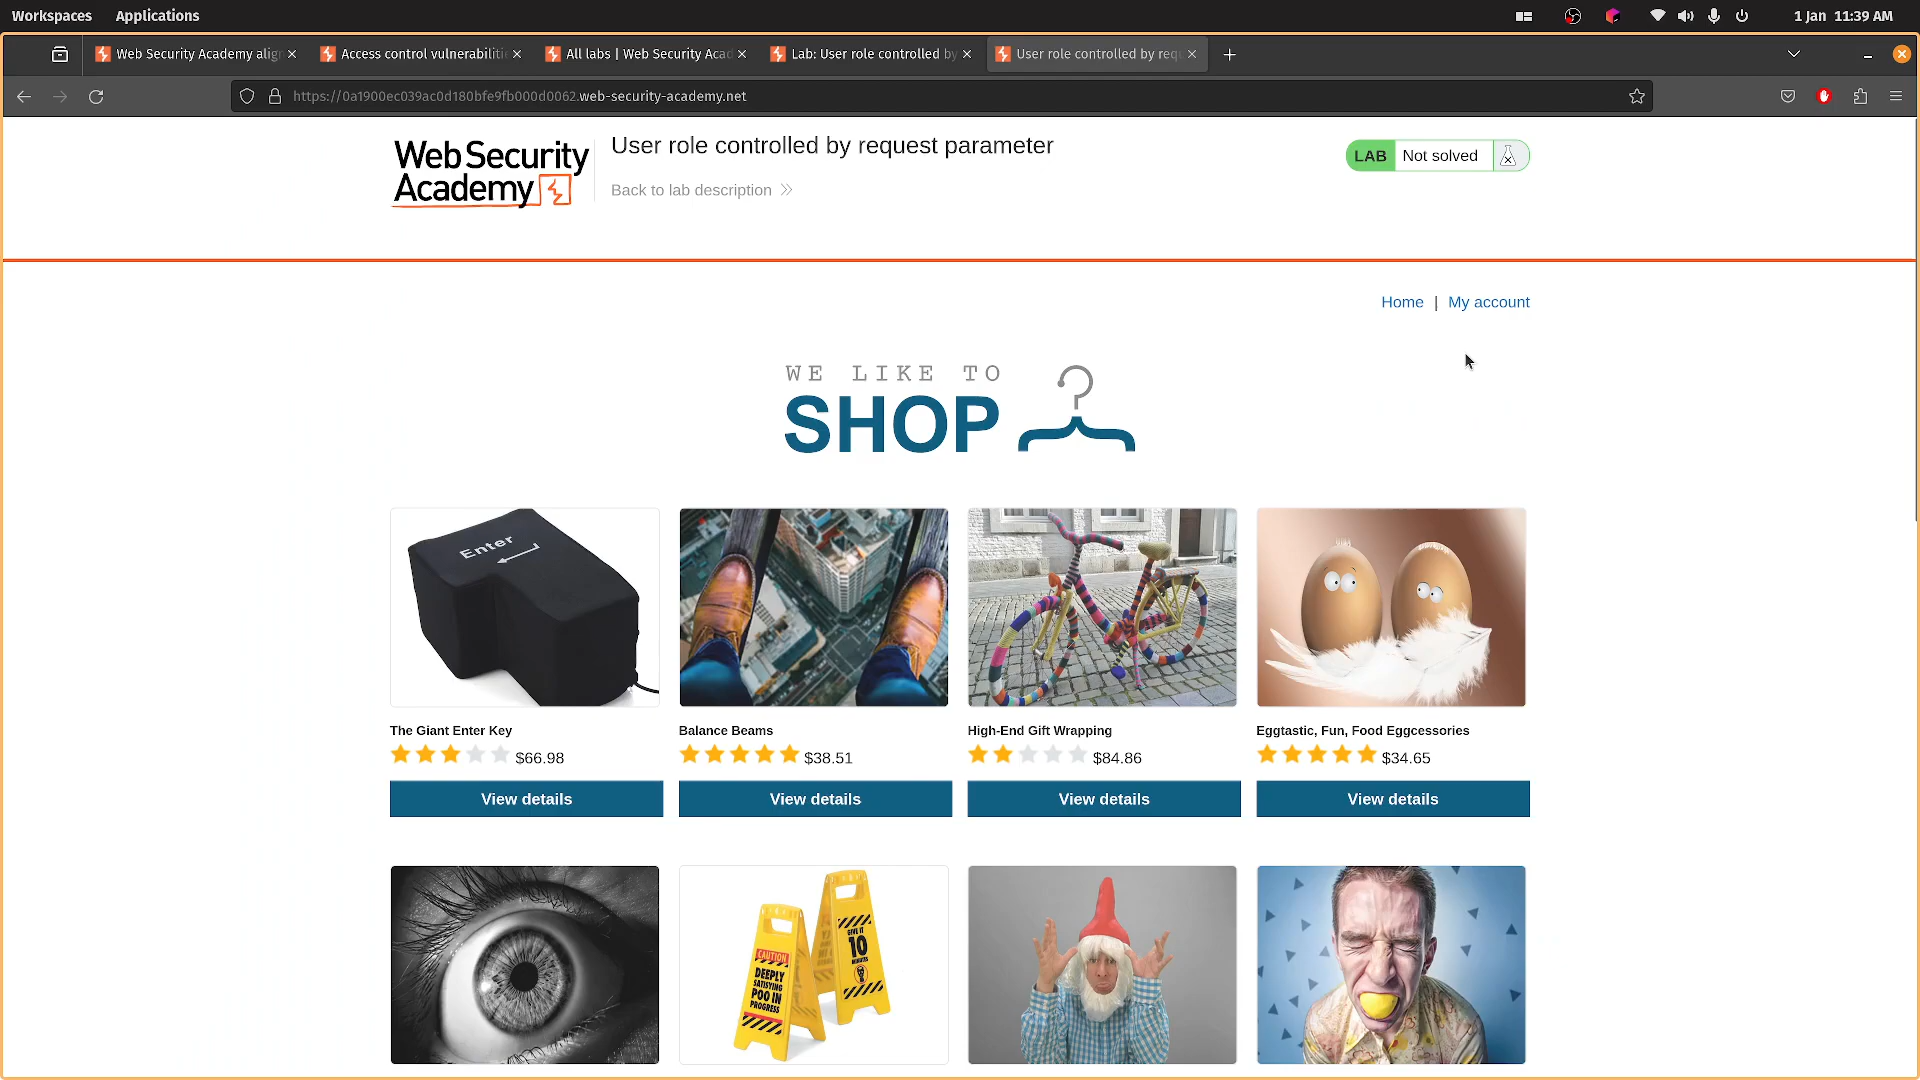 Workspaces Applications 1 Jan 11:39 AM
Web Security Academy alig Access control vulnerabiliti All labs | Web Security Acad Lab: User role controlled by User role controlled by requ
https://0a1900ec039ac0d180bfe9fb000d0062.web-security-academy.net
Web Security
Academy
User role controlled by request parameter
Back to lab description
LAB Not solved
Home | My account
WE LIKE TO
SHOP
Enter
The Giant Enter Key
$66.98
View details
Balance Beams
$38.51
View details
High-End Gift Wrapping
$84.86
View details
Eggtastic, Fun, Food Eggcessories
$34.65
View details
CAUTION
DEEPLY
SATISFYING
POO IN
PROGRESS
GIVE IT
10
MINUTES